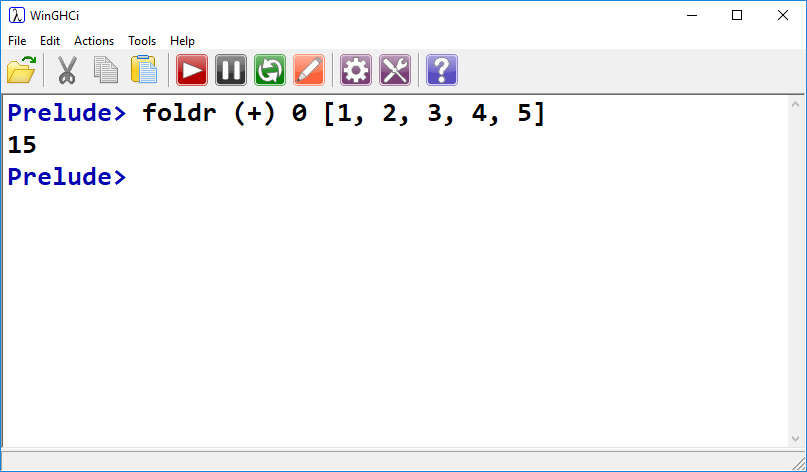 WinGHCi
File Edit Actions Tools Help
Prelude> foldr (+) 0 [1, 2, 3, 4, 5]
15
Prelude>